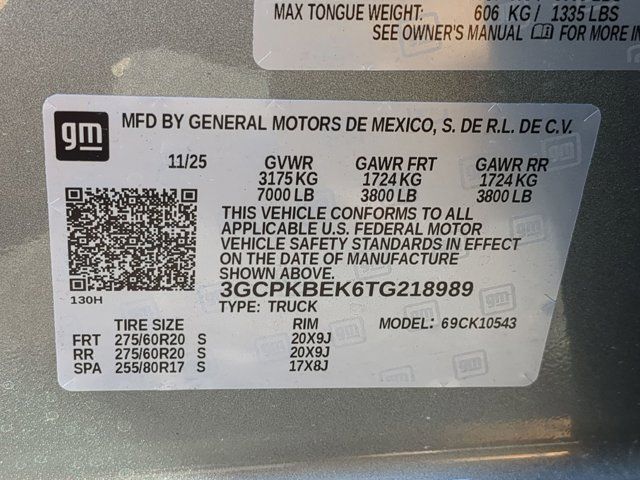 MAX TONGUE WEIGHT: 606 KG/ 1335 LBS
SEE OWNER'S MANUAL FOR MORE IN
gm
MFD BY GENERAL MOTORS DE MEXICO, S. DE R.L. DE C.V.
11/25 GVWR GAWR FRT GAWR RR
3175 KG 1724 KG 1724 KG
7000 LB 3800 LB 3800 LB
THIS VEHICLE CONFORMS TO ALL
APPLICABLE U.S. FEDERAL MOTOR
VEHICLE SAFETY STANDARDS IN EFFECT
ON THE DATE OF MANUFACTURE
SHOWN ABOVE.
130H
3GCPKBEK6TG218989
TYPE: TRUCK
TIRE SIZE RIM MODEL: 69CK10543
FRT 275/60R20 S 20X9J
RR 275/60R20 S 20X9J
SPA 255/80R17 S 17X8J